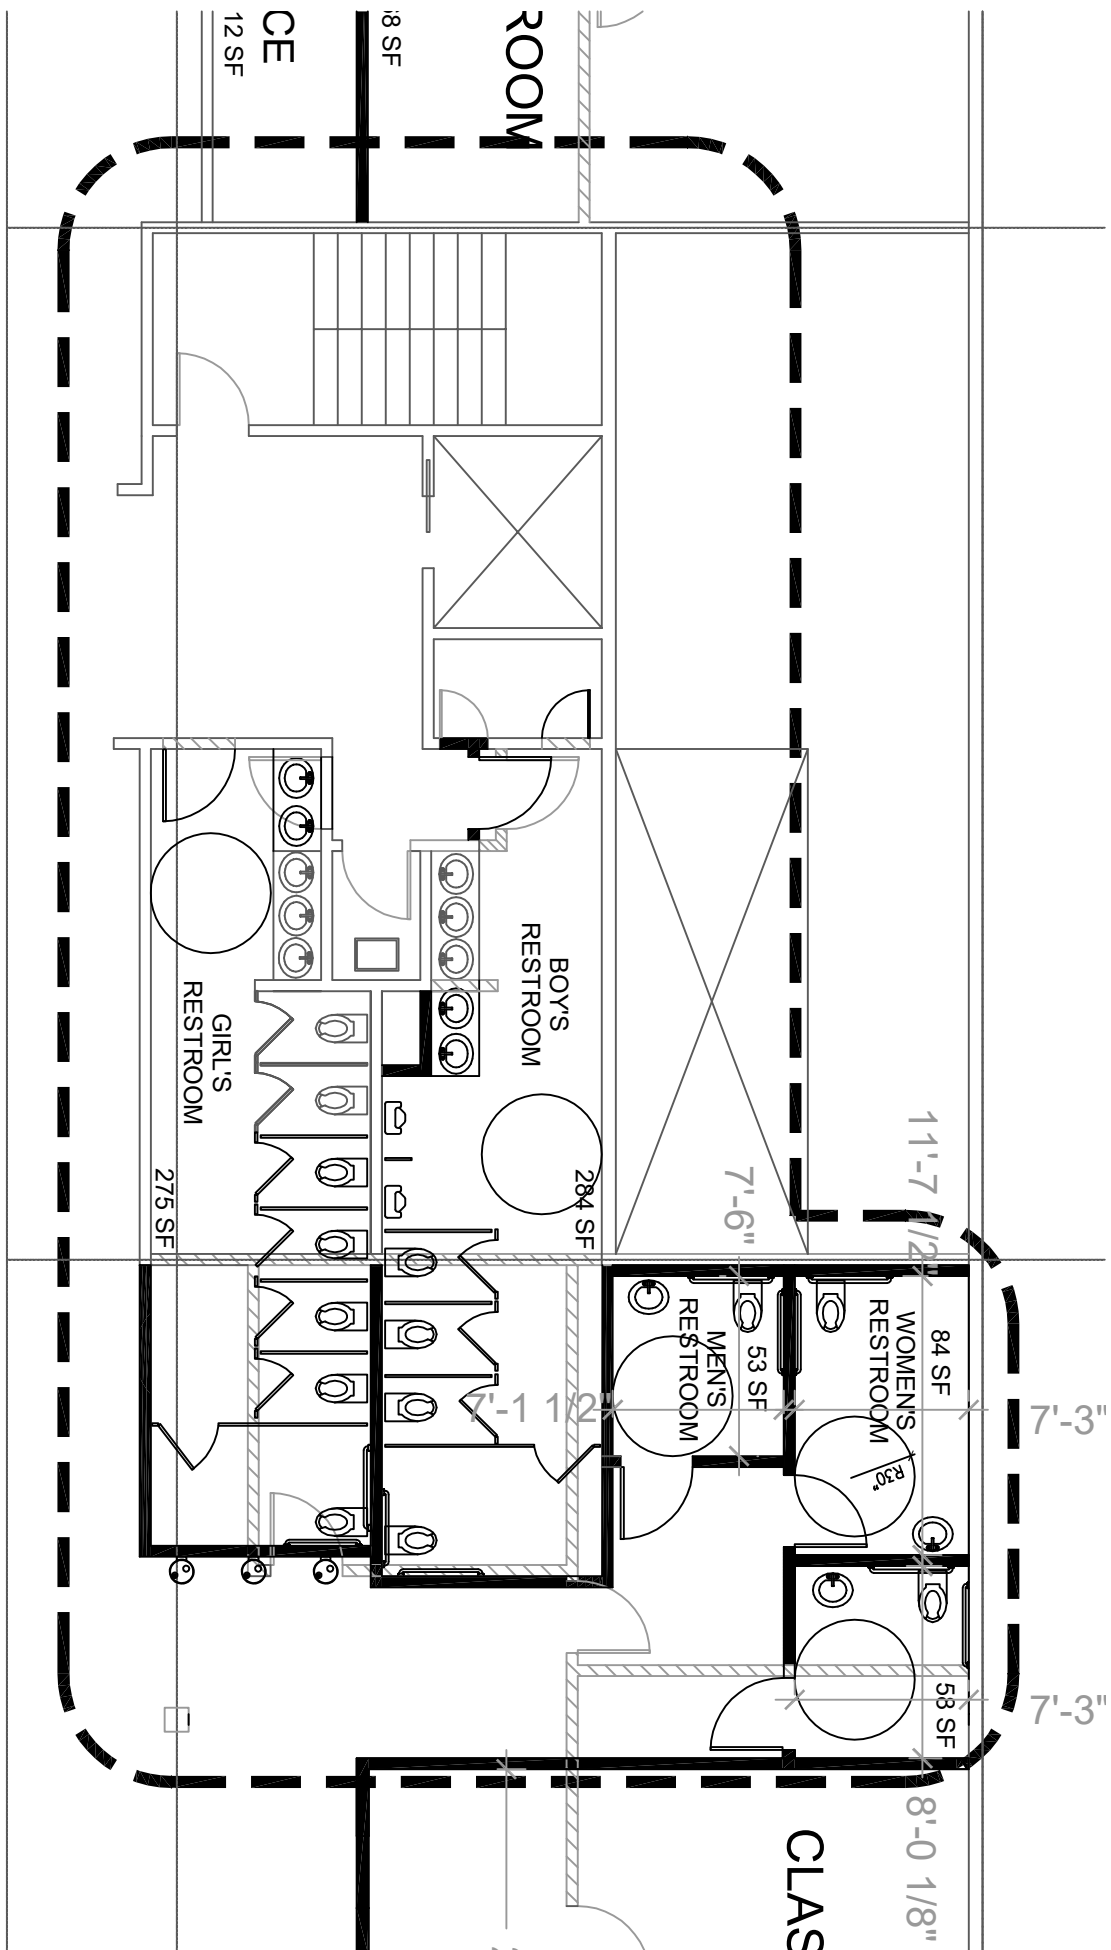 CE
12 SF
68 SF
ROOM
GIRL'S
RESTROOM
275 SF
BOY'S
RESTROOM
284 SF
7'-6"
11'-7 1/2"
MEN'S
RESTROOM
53 SF
WOMEN'S
RESTROOM
84 SF
7'-1 1/2"
7'-3"
R30"
58 SF
7'-3"
8'-0 1/8"
CLAS